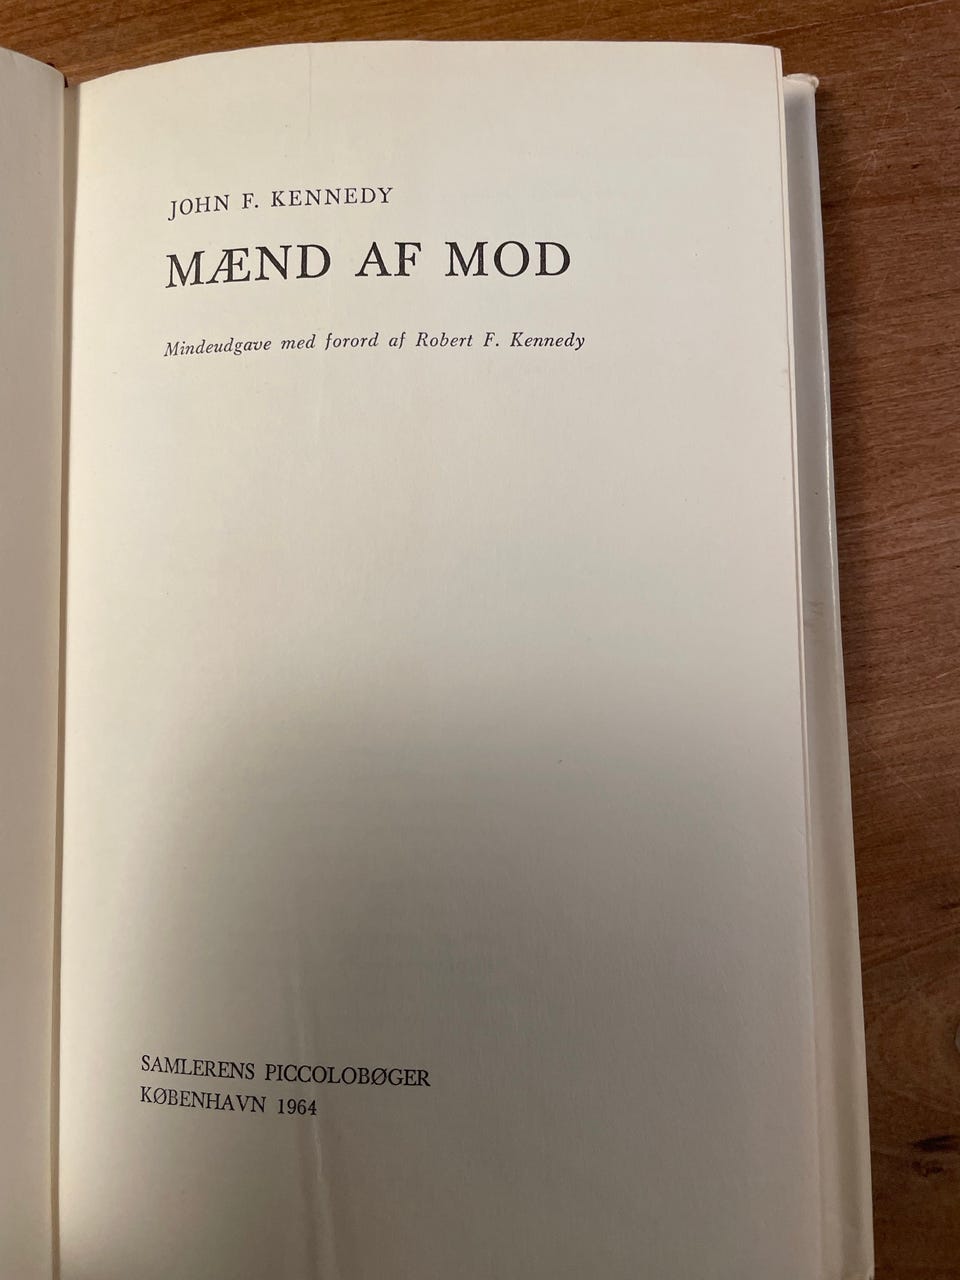 JOHN F. KENNEDY
MÆND AF MOD
Mindeudgave med forord af Robert F. Kennedy
SAMLERENS PICCOLOBØGER
KØBENHAVN 1964